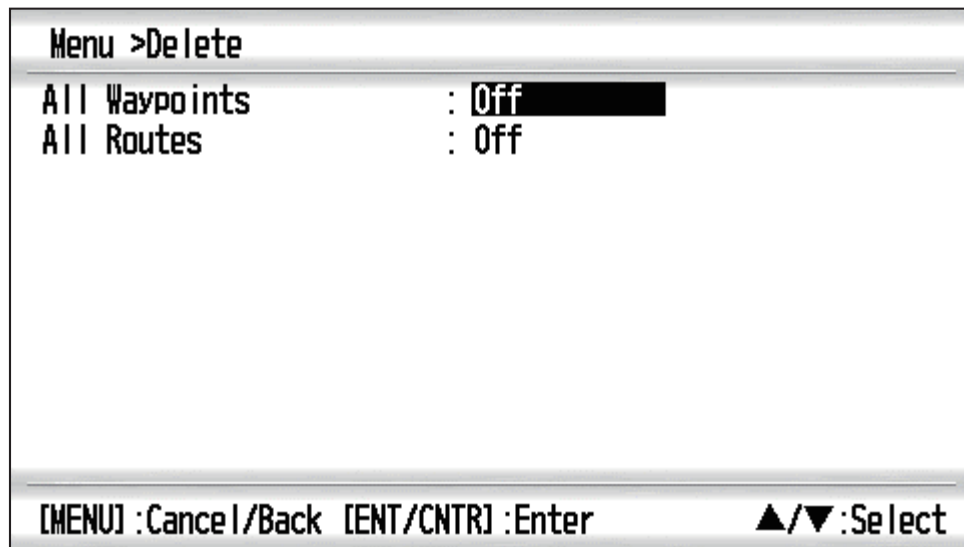 Menu >Delete
All Waypoints : Off
All Routes : Off
[MENU]:Cancel/Back [ENT/CNTR]:Enter ▲/▼:Select